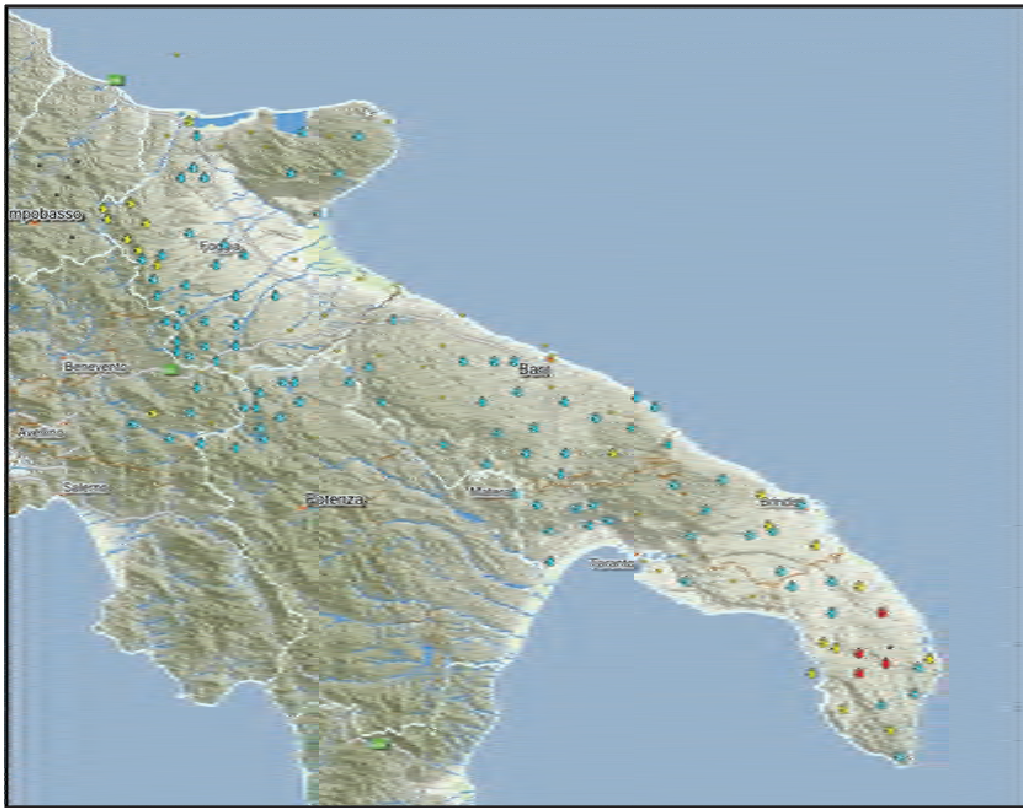 mpobasso
Foggia
Benevento
Bari
Avellino
Salerno
Potenza
Matera
Brindisi
Taranto